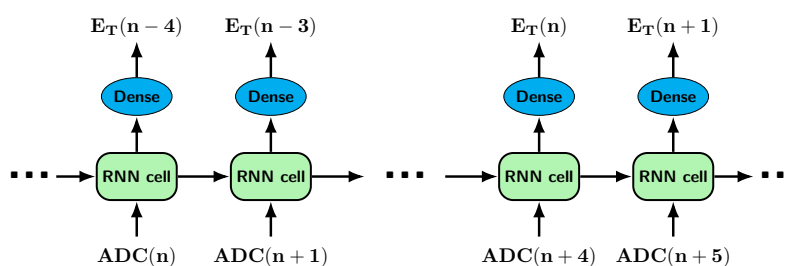 E_T(n − 4) E_T(n − 3) E_T(n) E_T(n + 1)
Dense Dense Dense Dense
... RNN cell RNN cell ... RNN cell RNN cell ..
ADC(n) ADC(n + 1) ADC(n + 4) ADC(n + 5)